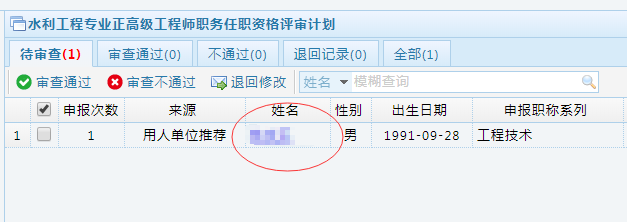 水利工程专业正高级工程师职务任职资格评审计划
待审查(1) 审查通过(0) 不通过(0) 退回记录(0) 全部(1)
审查通过 审查不通过 退回修改 姓名 模糊查询
申报次数 来源 姓名 性别 出生日期 申报职称系列
1 1 用人单位推荐 男 1991-09-28 工程技术